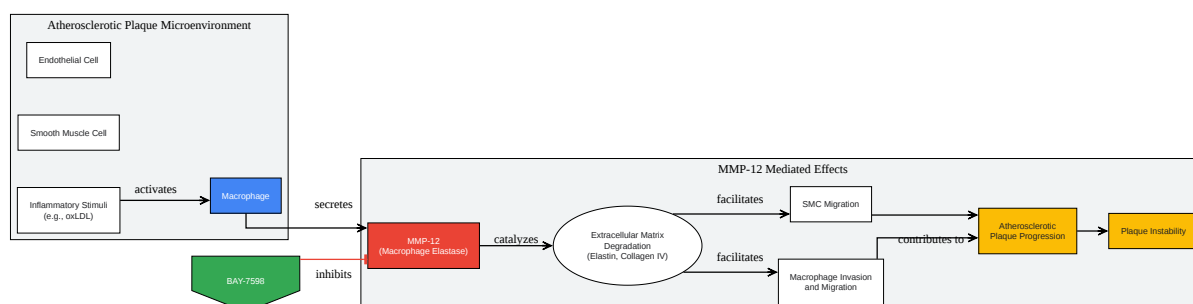 Atherosclerotic Plaque Microenvironment
Endothelial Cell
Smooth Muscle Cell
Inflammatory Stimuli
(e.g., oxLDL)
activates
Macrophage
secretes
BAY-7598
inhibits
MMP-12 Mediated Effects
MMP-12
(Macrophage Elastase)
catalyzes
Extracellular Matrix
Degradation
(Elastin, Collagen IV)
facilitates
SMC Migration
facilitates
Macrophage Invasion
and Migration
contributes to
Atherosclerotic
Plaque Progression
Plaque Instability